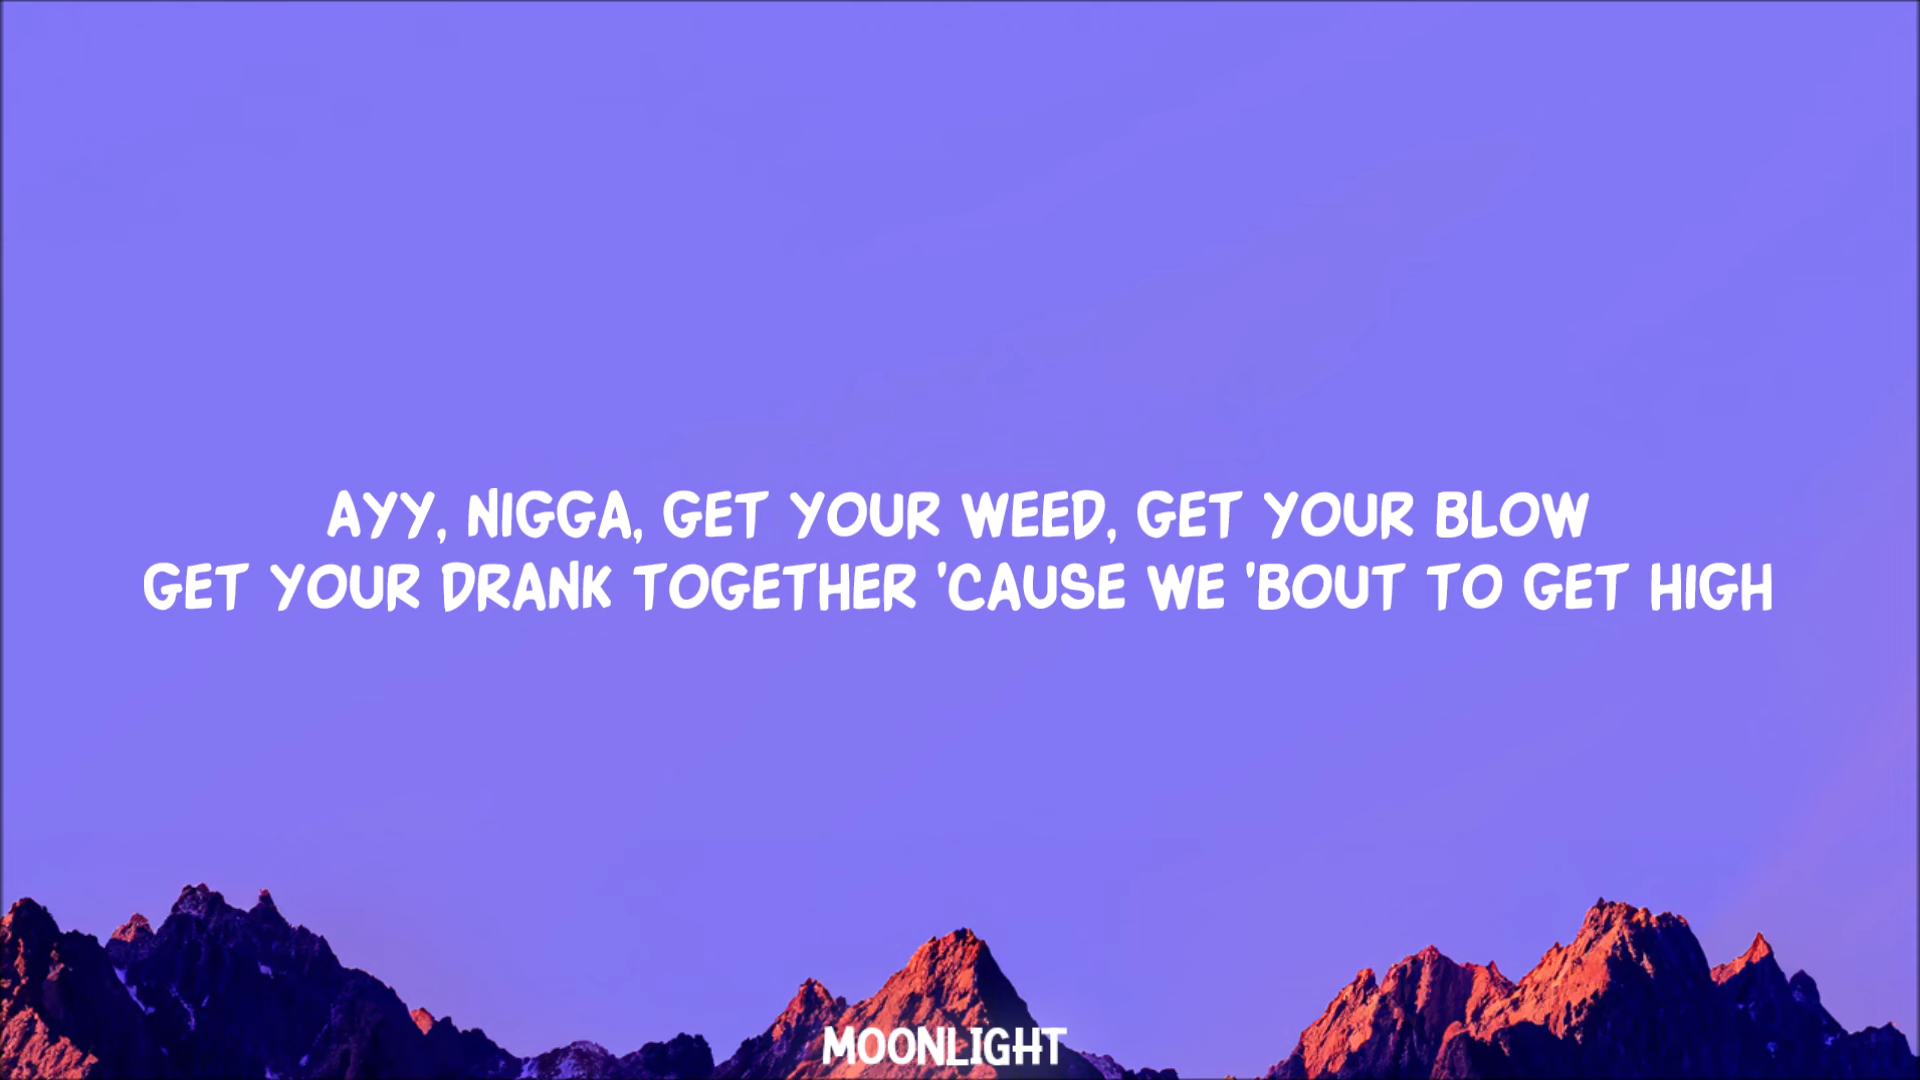 AYY, NIGGA, GET YOUR WEED, GET YOUR BLOW
GET YOUR DRANK TOGETHER 'CAUSE WE 'BOUT TO GET HIGH
MOONLIGHT